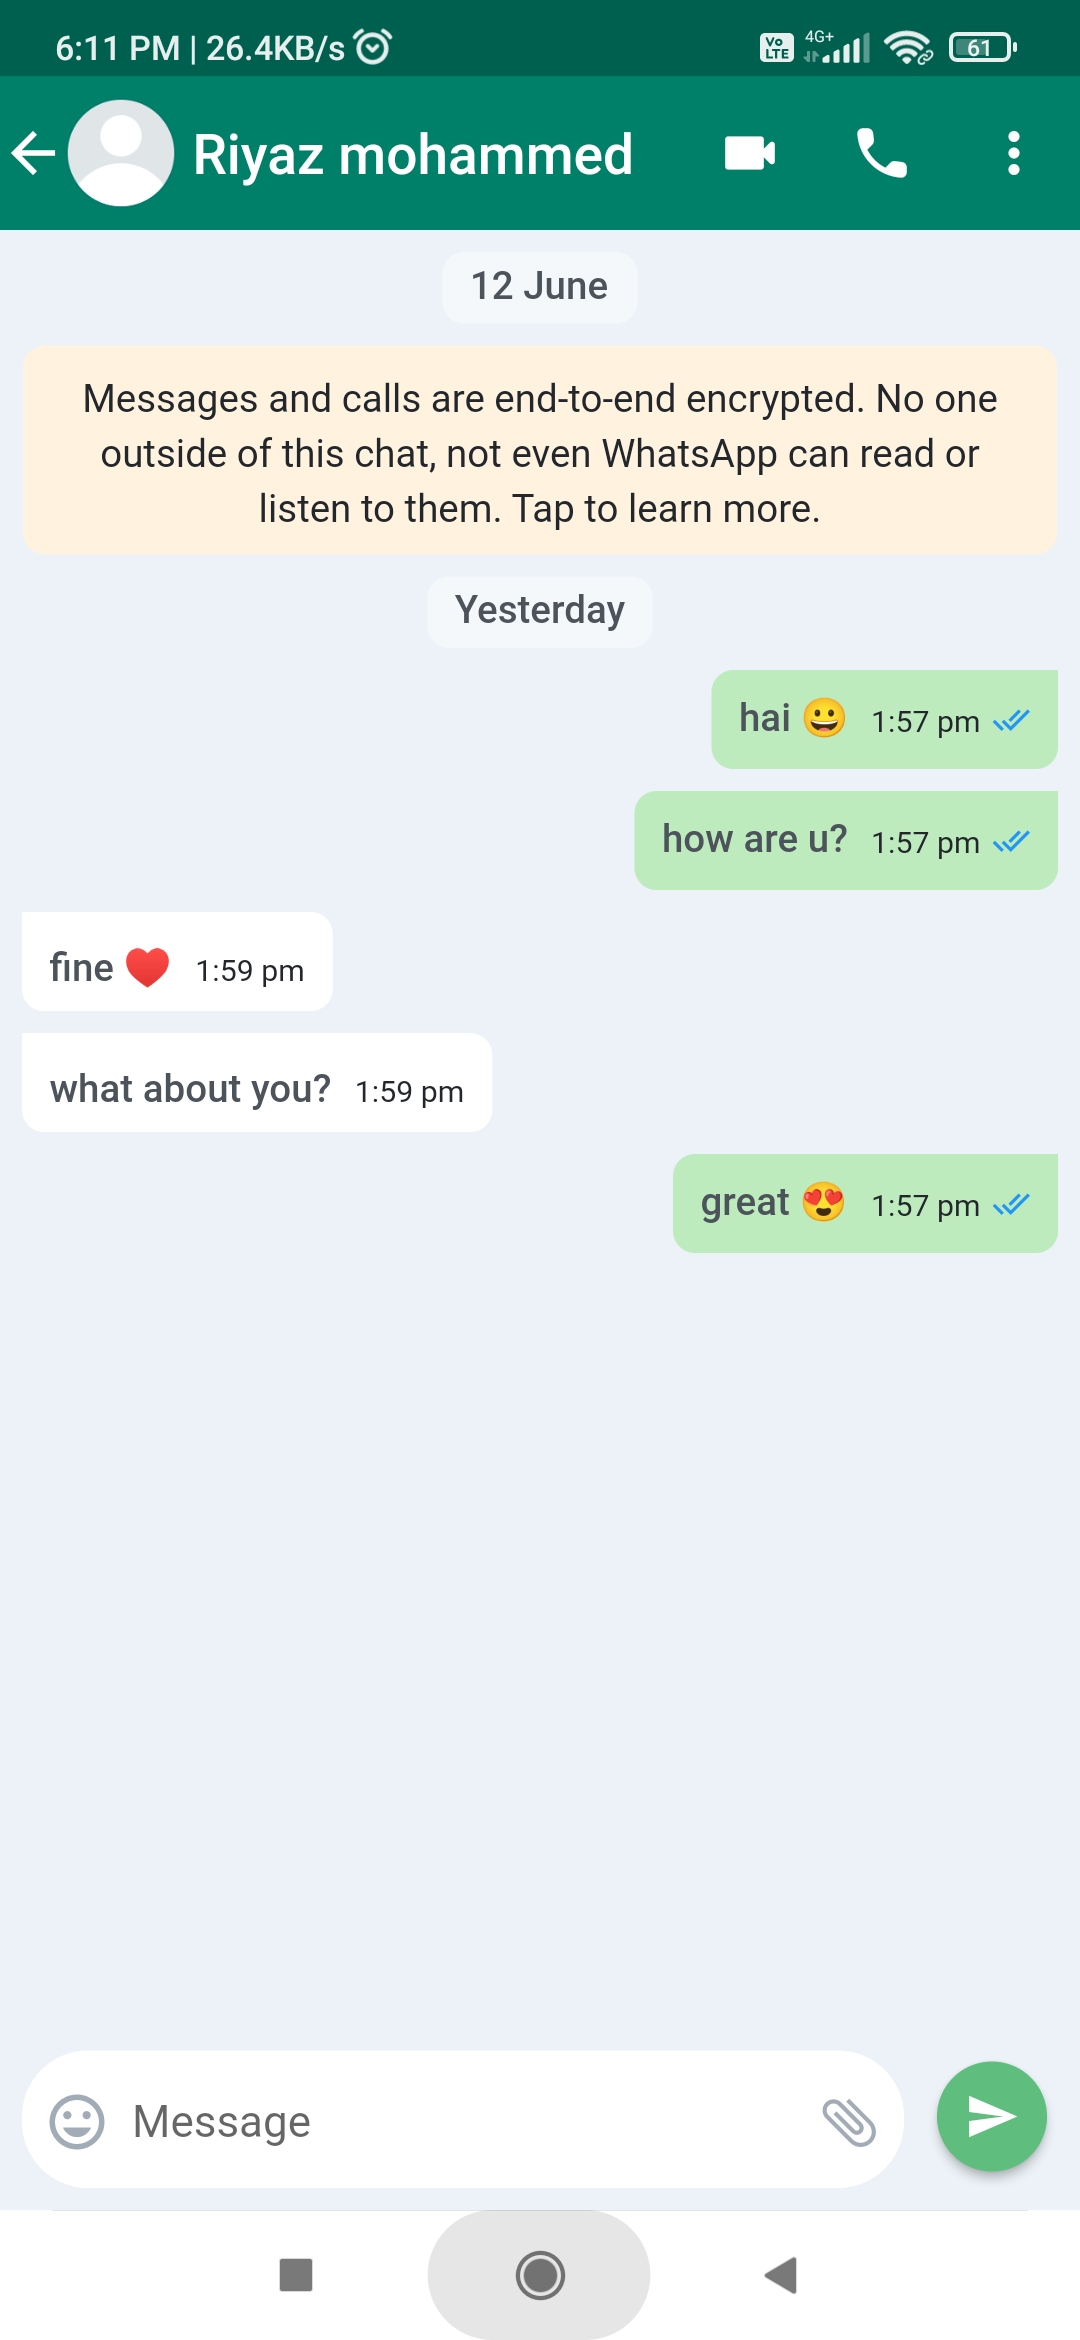 6:11 PM | 26.4KB/s Vo LTE 4G+ 61
Riyaz mohammed
12 June
Messages and calls are end-to-end encrypted. No one
outside of this chat, not even WhatsApp can read or
listen to them. Tap to learn more.
Yesterday
hai 😀 1:57 pm
how are u? 1:57 pm
fine ❤️ 1:59 pm
what about you? 1:59 pm
great 😍 1:57 pm
Message